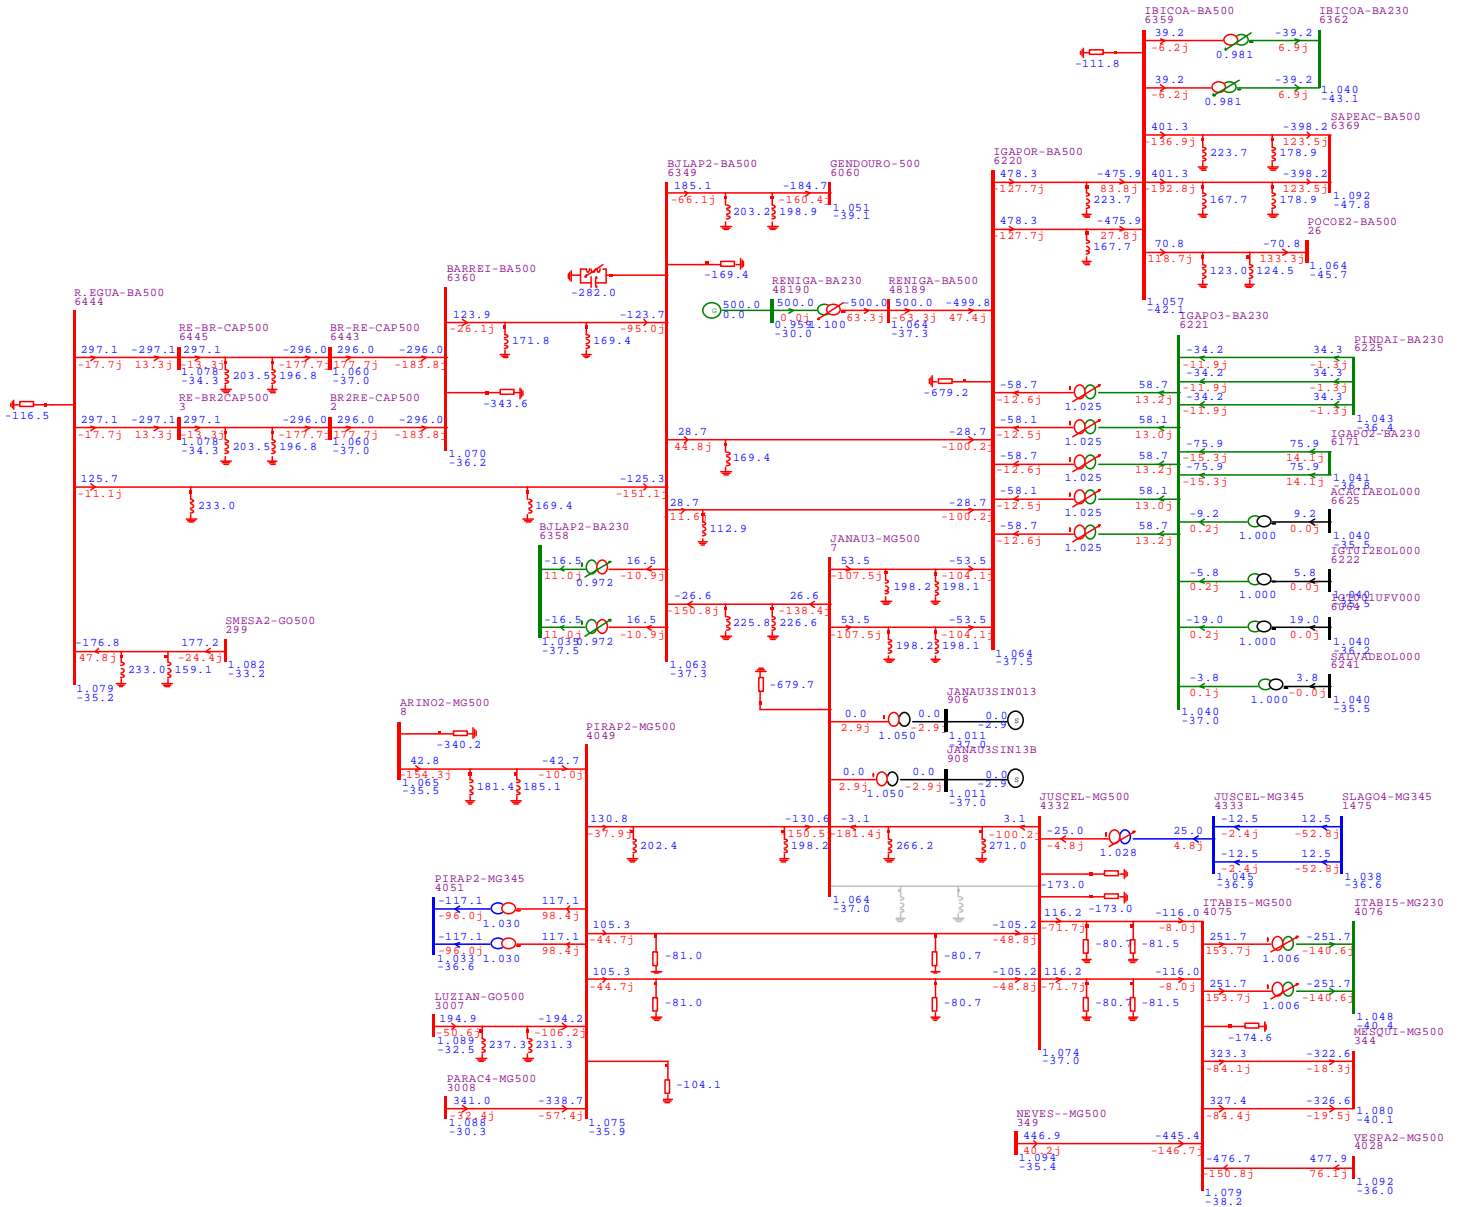 IBICOA-BA500
6359
39.2
-6.2j
-39.2
6.9j
0.981
39.2
-6.2j
-39.2
6.9j
0.981
-111.8
IBICOA-BA230
6362
1.040
-43.1
401.3
-136.9j
-398.2
123.5j
223.7
178.9
401.3
-192.8j
-398.2
123.5j
167.7
178.9
SAPEAC-BA500
6369
1.092
-47.8
70.8
118.7j
-70.8
133.3j
123.0
124.5
POCOE2-BA500
26
1.064
-45.7
1.057
-42.1
IGAPOR-BA500
6220
478.3
-127.7j
-475.9
83.8j
223.7
478.3
-127.7j
-475.9
27.8j
167.7
BJLAP2-BA500
6349
185.1
-66.1j
-184.7
-160.4j
203.2
198.9
GENDOURO-500
6060
1.051
-39.1
-169.4
-282.0
RENIGA-BA230
48190
500.0
0.0
500.0
0.0j
0.959
-30.0
1.100
-500.0
63.3j
RENIGA-BA500
48189
500.0
-63.3j
1.064
-37.3
-499.8
47.4j
-679.2
R.EGUA-BA500
6444
297.1
-17.7j
-297.1
13.3j
RE-BR-CAP500
6445
297.1
-13.3j
1.078
-34.3
203.5
196.8
-296.0
-177.7j
BR-RE-CAP500
6443
296.0
177.7j
1.060
-37.0
-296.0
-183.8j
-116.5
297.1
-17.7j
-297.1
13.3j
RE-BR2CAP-500
3
297.1
-13.3j
1.078
-34.3
203.5
196.8
-296.0
-177.7j
BR2RE-CAP500
2
296.0
177.7j
1.060
-37.0
-296.0
-183.8j
BARREI-BA500
6360
123.9
-26.1j
-123.7
-95.0j
171.8
169.4
-343.6
1.070
-36.2
125.7
-11.1j
-125.3
-151.1j
233.0
169.4
28.7
44.8j
-28.7
-100.2j
169.4
28.7
11.6j
-28.7
-100.2j
112.9
BJLAP2-BA230
6358
-16.5
11.0j
0.972
16.5
-10.9j
-16.5
11.0j
0.972
16.5
-10.9j
1.035
-37.5
-26.6
-150.8j
26.6
-138.4j
225.8
226.6
1.063
-37.3
JANAU3-MG500
7
53.5
-107.5j
-53.5
-104.1j
198.2
198.1
53.5
-107.5j
-53.5
-104.1j
198.2
198.1
1.064
-37.5
-58.7
-12.6j
1.025
58.7
13.2j
-58.1
-12.5j
1.025
58.1
13.0j
-58.7
-12.6j
1.025
58.7
13.2j
-58.1
-12.5j
1.025
58.1
13.0j
-58.7
-12.6j
1.025
58.7
13.2j
IGAPO3-BA230
6221
-34.2
-11.9j
34.3
-1.3j
-34.2
-11.9j
34.3
-1.3j
-34.2
-11.9j
34.3
-1.3j
PINDAI-BA230
6225
1.043
-36.4
-75.9
-15.3j
75.9
14.1j
-75.9
-15.3j
75.9
14.1j
IGAPO2-BA230
6171
1.041
-36.8
ACACIAEOL000
6625
-9.2
0.2j
1.000
9.2
0.0j
1.040
-35.5
IGTU12EOL000
6222
-5.8
0.2j
1.000
5.8
0.0j
1.040
6064
-19.0
0.2j
1.000
19.0
0.0j
1.040
-36.2
SALVADEOL000
6241
-3.8
0.1j
1.000
3.8
-0.0j
1.040
-35.5
1.040
-37.0
SMESA2-GO500
299
-176.8
47.8j
177.2
-24.4j
233.0
159.1
1.082
-33.2
1.079
-35.2
-679.7
JANAU3SIN013
906
0.0
2.9j
1.050
0.0
-2.9j
0.0
-2.9
S
1.011
-37.0
JANAU3SIN13B
908
0.0
2.9j
1.050
0.0
-2.9j
0.0
-2.9
S
1.011
-37.0
ARINO2-MG500
8
-340.2
42.8
-154.3j
-42.7
-10.0j
181.4
185.1
1.065
-35.5
PIRAP2-MG500
4049
130.8
-37.9j
-130.6
-150.5j
202.4
198.2
-3.1
-181.4j
3.1
-100.2j
266.2
271.0
1.064
-37.0
PIRAP2-MG345
4051
-117.1
-96.0j
1.030
117.1
98.4j
-117.1
-96.0j
1.030
117.1
98.4j
1.033
-36.6
105.3
-44.7j
-105.2
-48.8j
-81.0
-80.7
105.3
-44.7j
-105.2
-48.8j
-81.0
-80.7
LUZIAN-GO500
3007
194.9
-50.6j
-194.2
-106.2j
237.3
231.3
1.089
-32.5
-104.1
PARAC4-MG500
3008
341.0
-32.4j
-338.7
-57.4j
1.088
-30.3
1.075
-35.9
JUSCEL-MG500
4332
-25.0
-4.8j
1.028
25.0
4.8j
JUSCEL-MG345
4333
-12.5
-2.4j
12.5
-52.8j
-12.5
-2.4j
12.5
-52.8j
1.045
-36.9
SLAGO4-MG345
1475
1.038
-36.6
-173.0
-173.0
116.2
-71.7j
-116.0
-8.0j
-80.7
-81.5
116.2
-71.7j
-116.0
-8.0j
-80.7
-81.5
1.074
-37.0
ITABI5-MG500
4075
251.7
153.7j
1.006
-251.7
-140.6j
251.7
153.7j
1.006
-251.7
-140.6j
ITABI5-MG230
4076
1.048
-40.4
-174.6
323.3
-84.1j
-322.6
-18.3j
327.4
-84.4j
-326.6
-19.5j
MESQUI-MG500
344
1.080
-40.1
NEVES--MG500
349
446.9
40.2j
-445.4
-146.7j
1.094
-35.4
-476.7
-150.8j
477.9
76.1j
VESPA2-MG500
4028
1.092
-36.0
1.079
-38.2